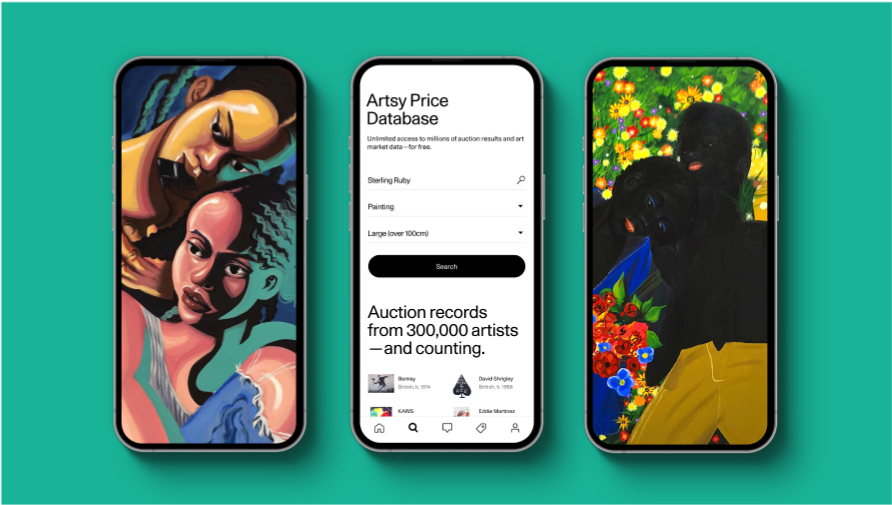 Artsy Price
Database
Unlimited access to millions of auction results and art
market data—for free.
Sterling Ruby
Painting
Large (over 100cm)
Search
Auction records
from 300,000 artists
—and counting.
Banksy
British, b. 1974
David Shrigley
British, b. 1968
KAWS
Eddie Martinez